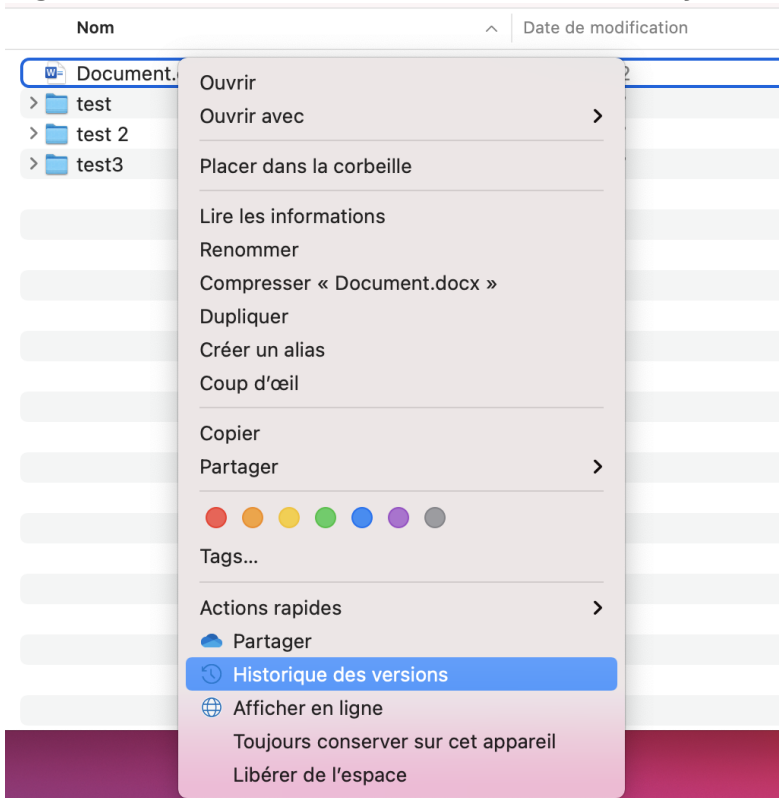 Nom
Date de modification
Document.
test
test 2
test3
Ouvrir
Ouvrir avec
Placer dans la corbeille
Lire les informations
Renommer
Compresser « Document.docx »
Dupliquer
Créer un alias
Coup d’œil
Copier
Partager
Tags...
Actions rapides
Partager
Historique des versions
Afficher en ligne
Toujours conserver sur cet appareil
Libérer de l’espace